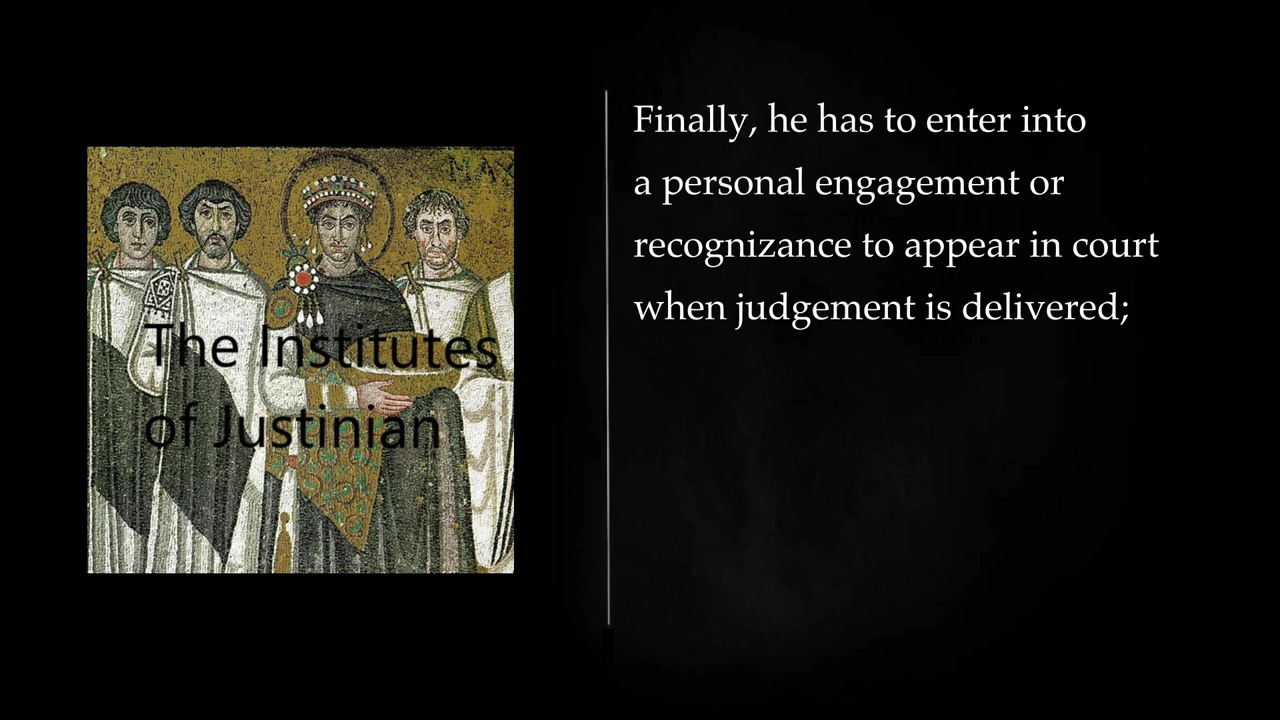 MAX
The Institutes
of Justinian
Finally, he has to enter into
a personal engagement or
recognizance to appear in court
when judgement is delivered;